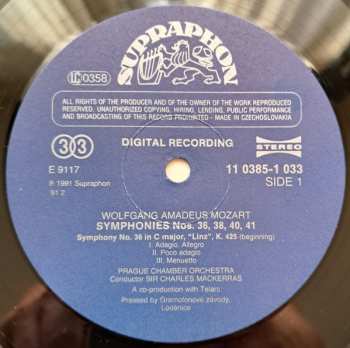 SUPRAPHON
1Π 0358
ALL RIGHTS OF THE PRODUCER AND OF THE OWNER OF THE WORK REPRODUCED
RESERVED. UNAUTHORIZED COPYING, HIRING, LENDING, PUBLIC PERFORMANCE
AND BROADCASTING OF THIS RECORD PROHIBITED - MADE IN CZECHOSLOVAKIA
33
DIGITAL RECORDING
STEREO
E 9117
11 0385-1 033
℗ 1991 Supraphon
SIDE 1
91 2
WOLFGANG AMADEUS MOZART
SYMPHONIES Nos. 36, 38, 40, 41
Symphony No. 36 in C major, "Linz", K. 425 (beginning)
I. Adagio. Allegro
II. Poco adagio
III. Menuetto
PRAGUE CHAMBER ORCHESTRA
Conductor SIR CHARLES MACKERRAS
A co-production with Telarc
Pressed by Gramofonové závody,
Loděnice